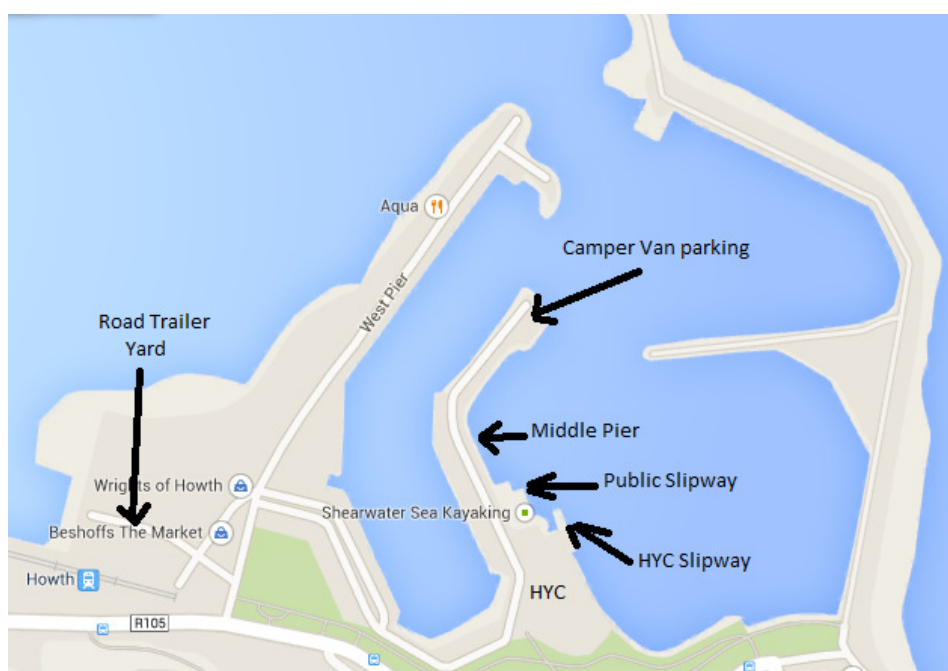 Aqua
Camper Van parking
West Pier
Road Trailer
Yard
Middle Pier
Wrights of Howth
Public Slipway
Shearwater Sea Kayaking
Beshoffs The Market
HYC Slipway
Howth
HYC
R105